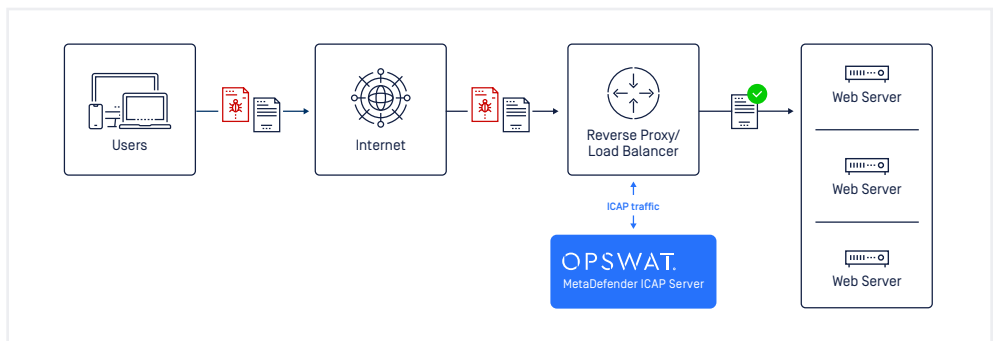 Users
Internet
Reverse Proxy/
Load Balancer
ICAP traffic
OPSWAT.
MetaDefender ICAP Server
Web Server
Web Server
Web Server